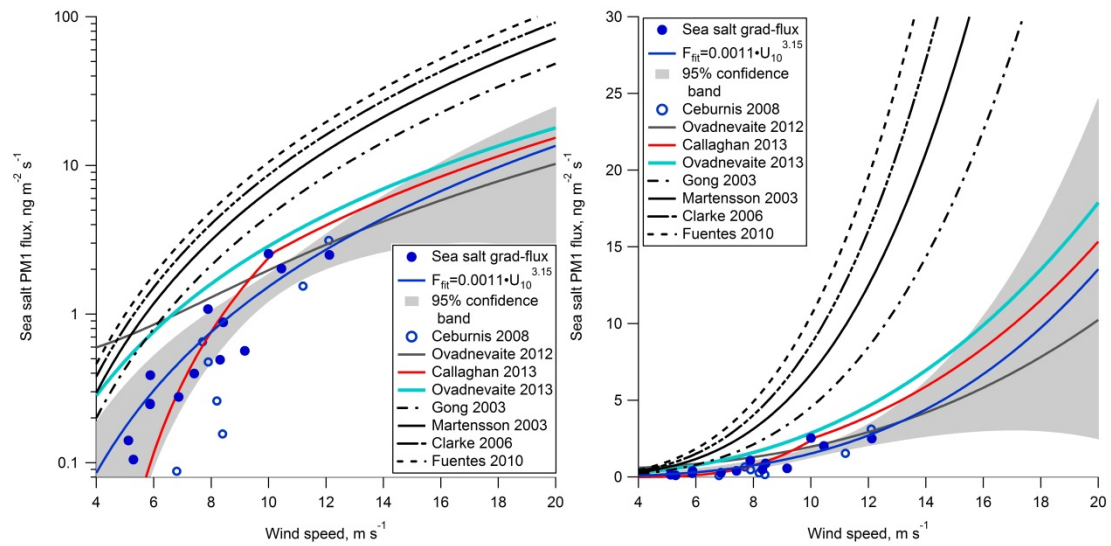 100
10
1
0.1
Sea salt PM1 flux, ng m⁻² s⁻¹
4
6
8
10
12
14
16
18
20
Wind speed, m s⁻¹
Sea salt grad-flux
F_fit=0.0011•U₁₀^3.15
95% confidence
band
Ceburnis 2008
Ovadnevaite 2012
Callaghan 2013
Ovadnevaite 2013
Gong 2003
Martensson 2003
Clarke 2006
Fuentes 2010
30
25
20
15
10
5
0
Sea salt PM1 flux, ng m⁻² s⁻¹
Sea salt grad-flux
F_fit=0.0011•U₁₀^3.15
95% confidence
band
Ceburnis 2008
Ovadnevaite 2012
Callaghan 2013
Ovadnevaite 2013
Gong 2003
Martensson 2003
Clarke 2006
Fuentes 2010
4
6
8
10
12
14
16
18
20
Wind speed, m s⁻¹